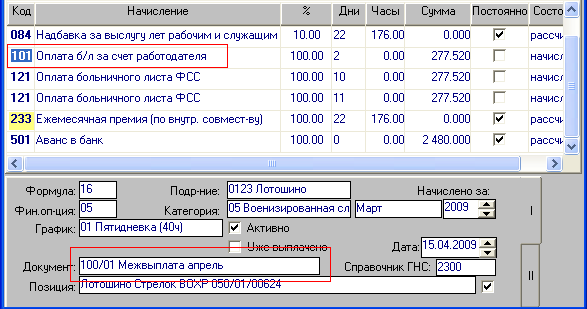 Код Начисление % Дни Часы Сумма Постоянно Состо
084 Надбавка за выслугу лет рабочим и служащим 10.00 22 176.00 0.000 рассчи
101 Оплата б/л за счет работодателя 100.00 2 0.00 277.520 начисл
121 Оплата больничного листа ФСС 100.00 10 0.00 277.520 начисл
121 Оплата больничного листа ФСС 100.00 11 0.00 277.520 начисл
233 Ежемесячная премия (по внутр. совмест-ву) 100.00 22 176.00 0.000 рассчи
501 Аванс в банк 100.00 0 0.00 2 480.000 рассчи
Формула: 16 Подр-ние: 0123 Лотошино Начислено за:
Фин.оп-ция: 05 Категория: 05 Военизированная сл Март 2009 I
График: 01 Пятидневка (40ч) Активно
Уже выплачено Дата: 15.04.2009
Документ: 100/01 Межвыплата апрель Справочник ГНС: 2300 II
Позиция: Лотошино Стрелок ВОХР 050/01/00624